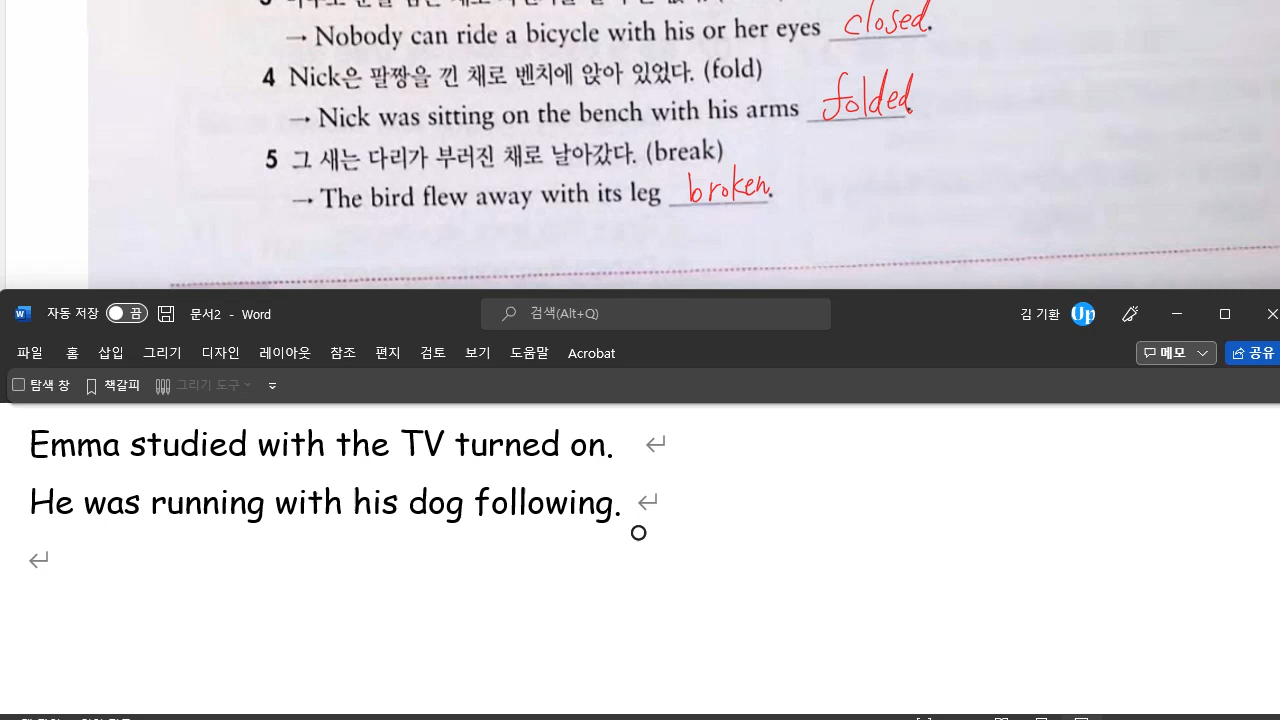 → Nobody can ride a bicycle with his or her eyes closed.
4 Nick은 팔짱을 낀 채로 벤치에 앉아 있었다. (fold)
→ Nick was sitting on the bench with his arms folded.
5 그 새는 다리가 부러진 채로 날아갔다. (break)
→ The bird flew away with its leg broken.
자동 저장 끔 문서2 - Word 검색(Alt+Q) 김 기환 Up
파일 홈 삽입 그리기 디자인 레이아웃 참조 편지 검토 보기 도움말 Acrobat 메모 공유
탐색 창 책갈피 그리기 도구
Emma studied with the TV turned on.
He was running with his dog following.